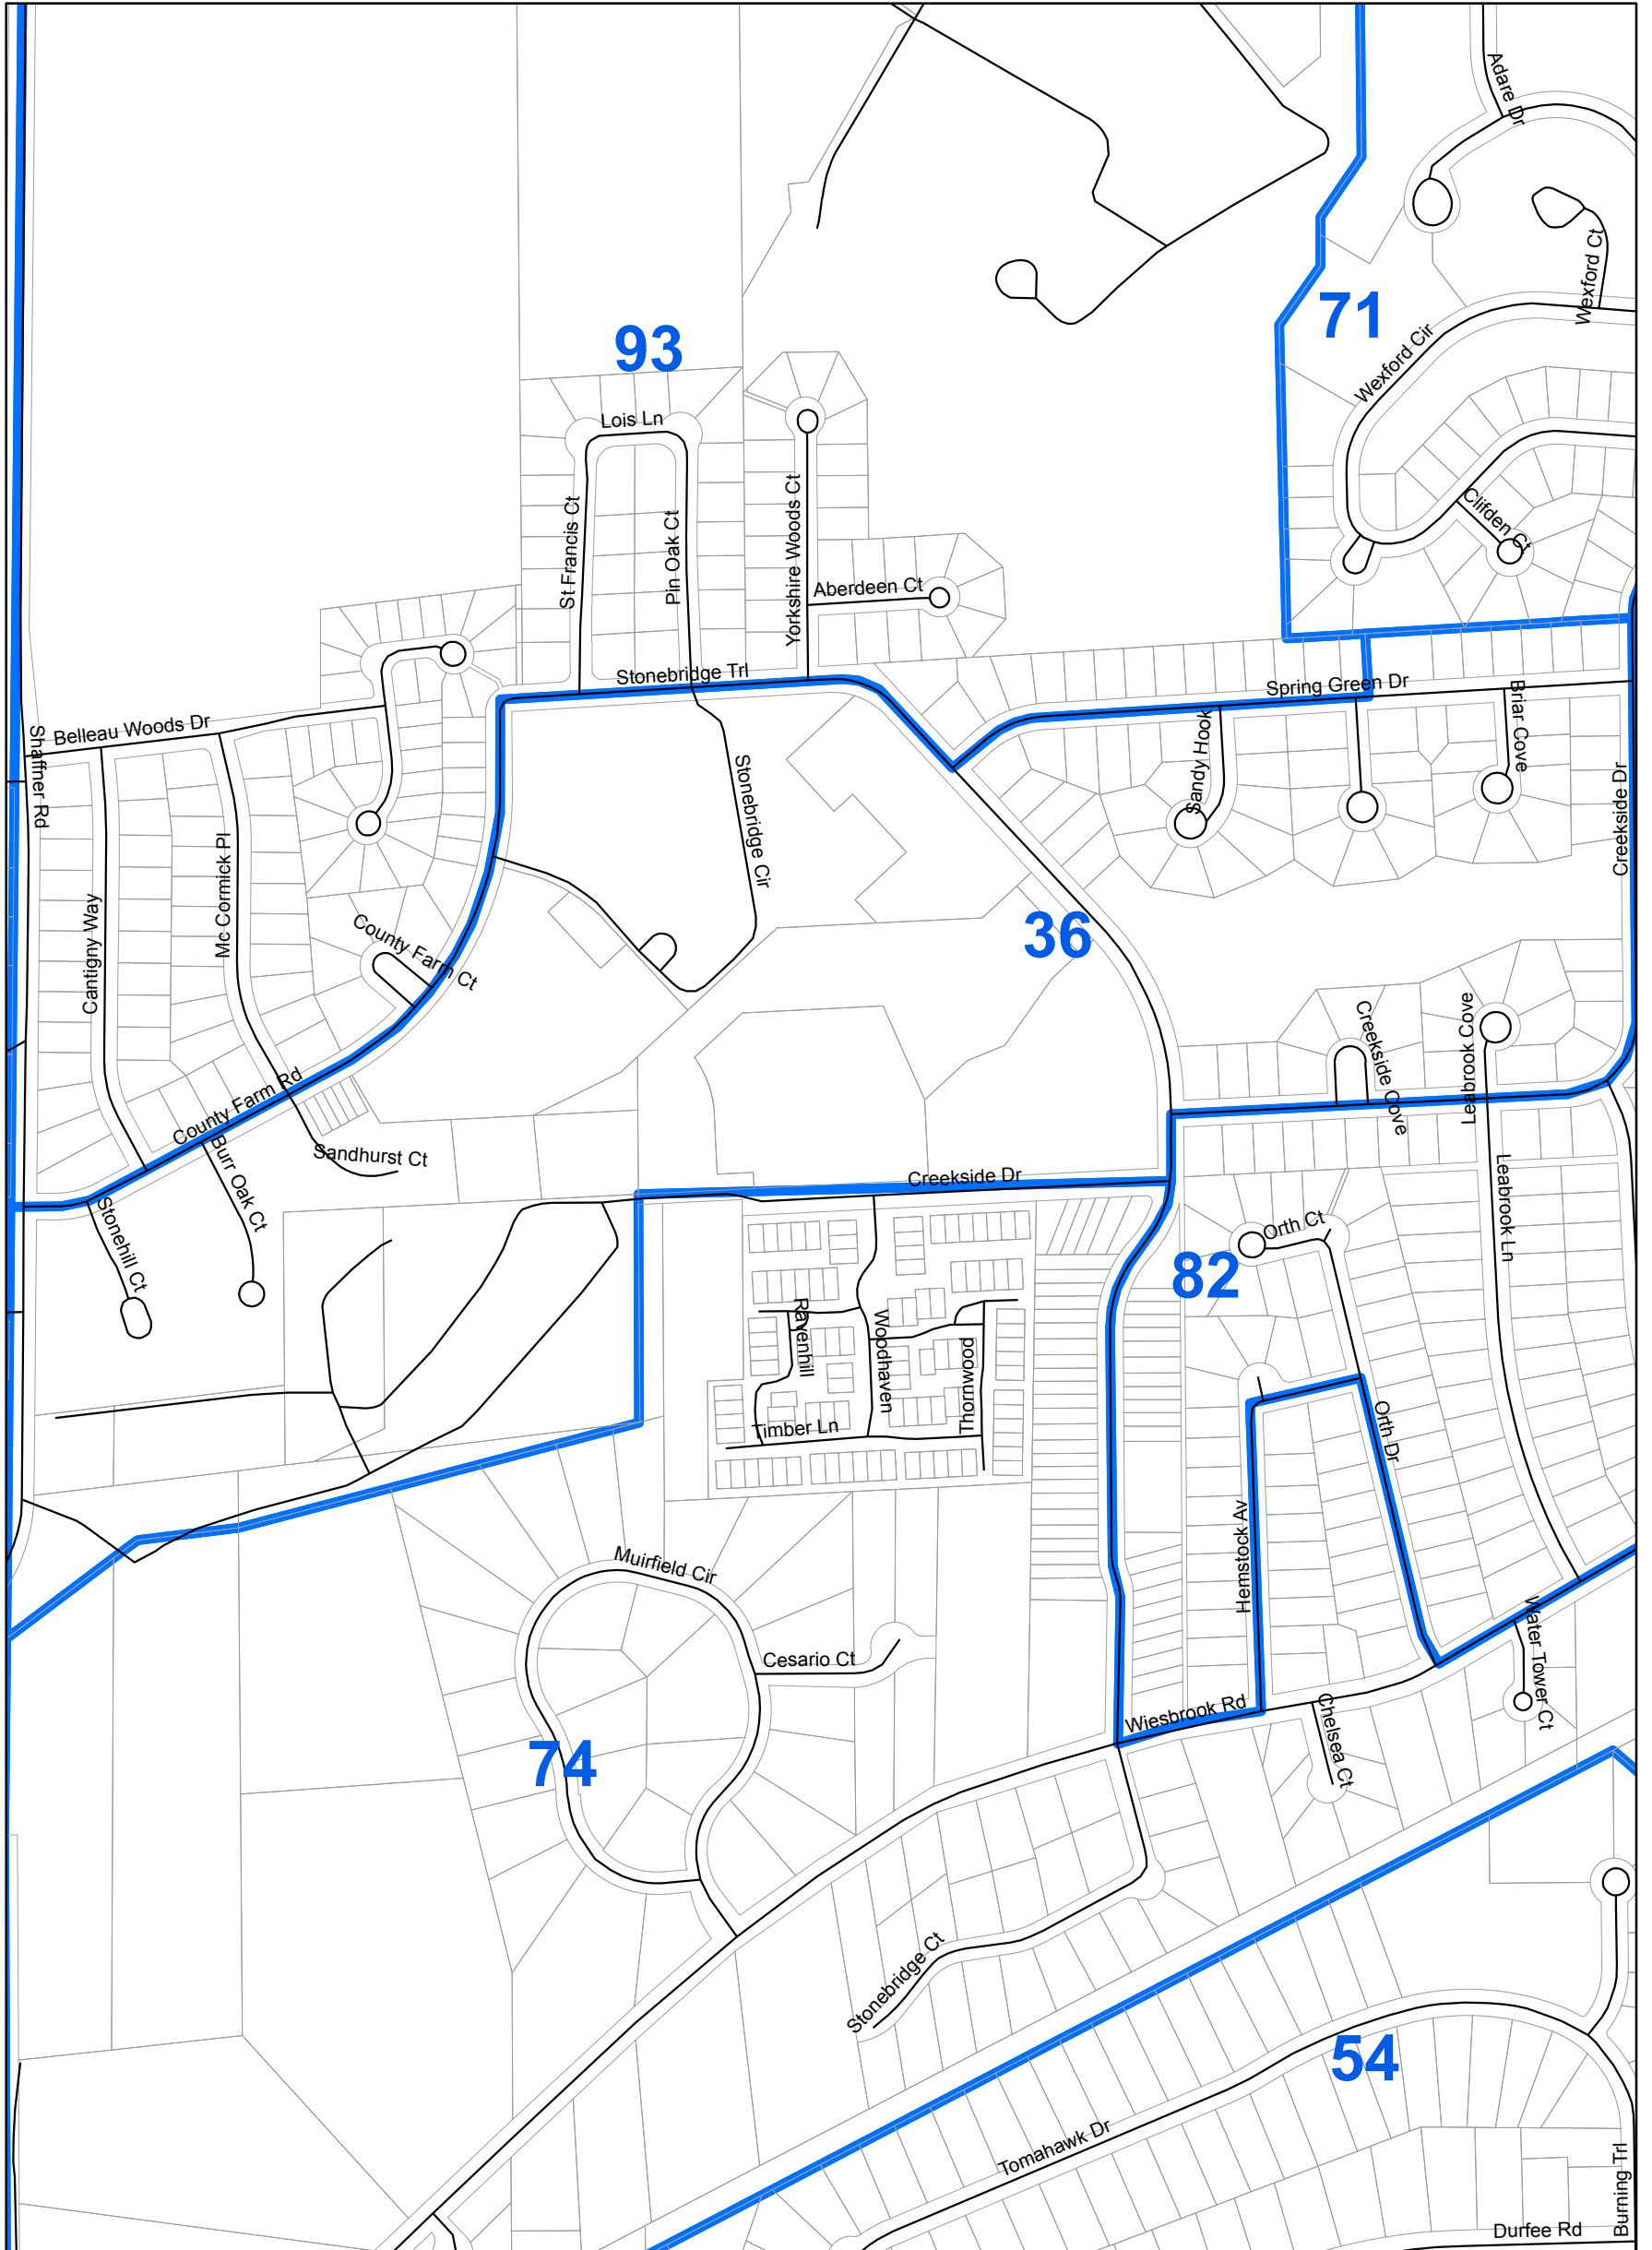 Adare Dr
Wexford Ct
71
Wexford Cir
93
Lois Ln
St Francis Ct
Pin Oak Ct
Yorkshire Woods Ct
Clifden Ct
Aberdeen Ct
Stonebridge Trl
Spring Green Dr
Briar Cove
Sandy Hook
Belleau Woods Dr
Shaffner Rd
Stonebridge Cir
Creekside Dr
Mc Cormick Pl
Cantigny Way
County Farm Ct
36
Creekside Cove
Leabrook Cove
County Farm Rd
Sandhurst Ct
Burr Oak Ct
Stonehill Ct
Creekside Dr
Leabrook Ln
Orth Ct
82
Ravenhill
Woodhaven
Thornwood
Timber Ln
Orth Dr
Hemstock Av
Muirfield Cir
Cesario Ct
Water Tower Ct
Wiesbrook Rd
Chelsea Ct
74
Stonebridge Ct
54
Tomahawk Dr
Burning Trl
Durfee Rd